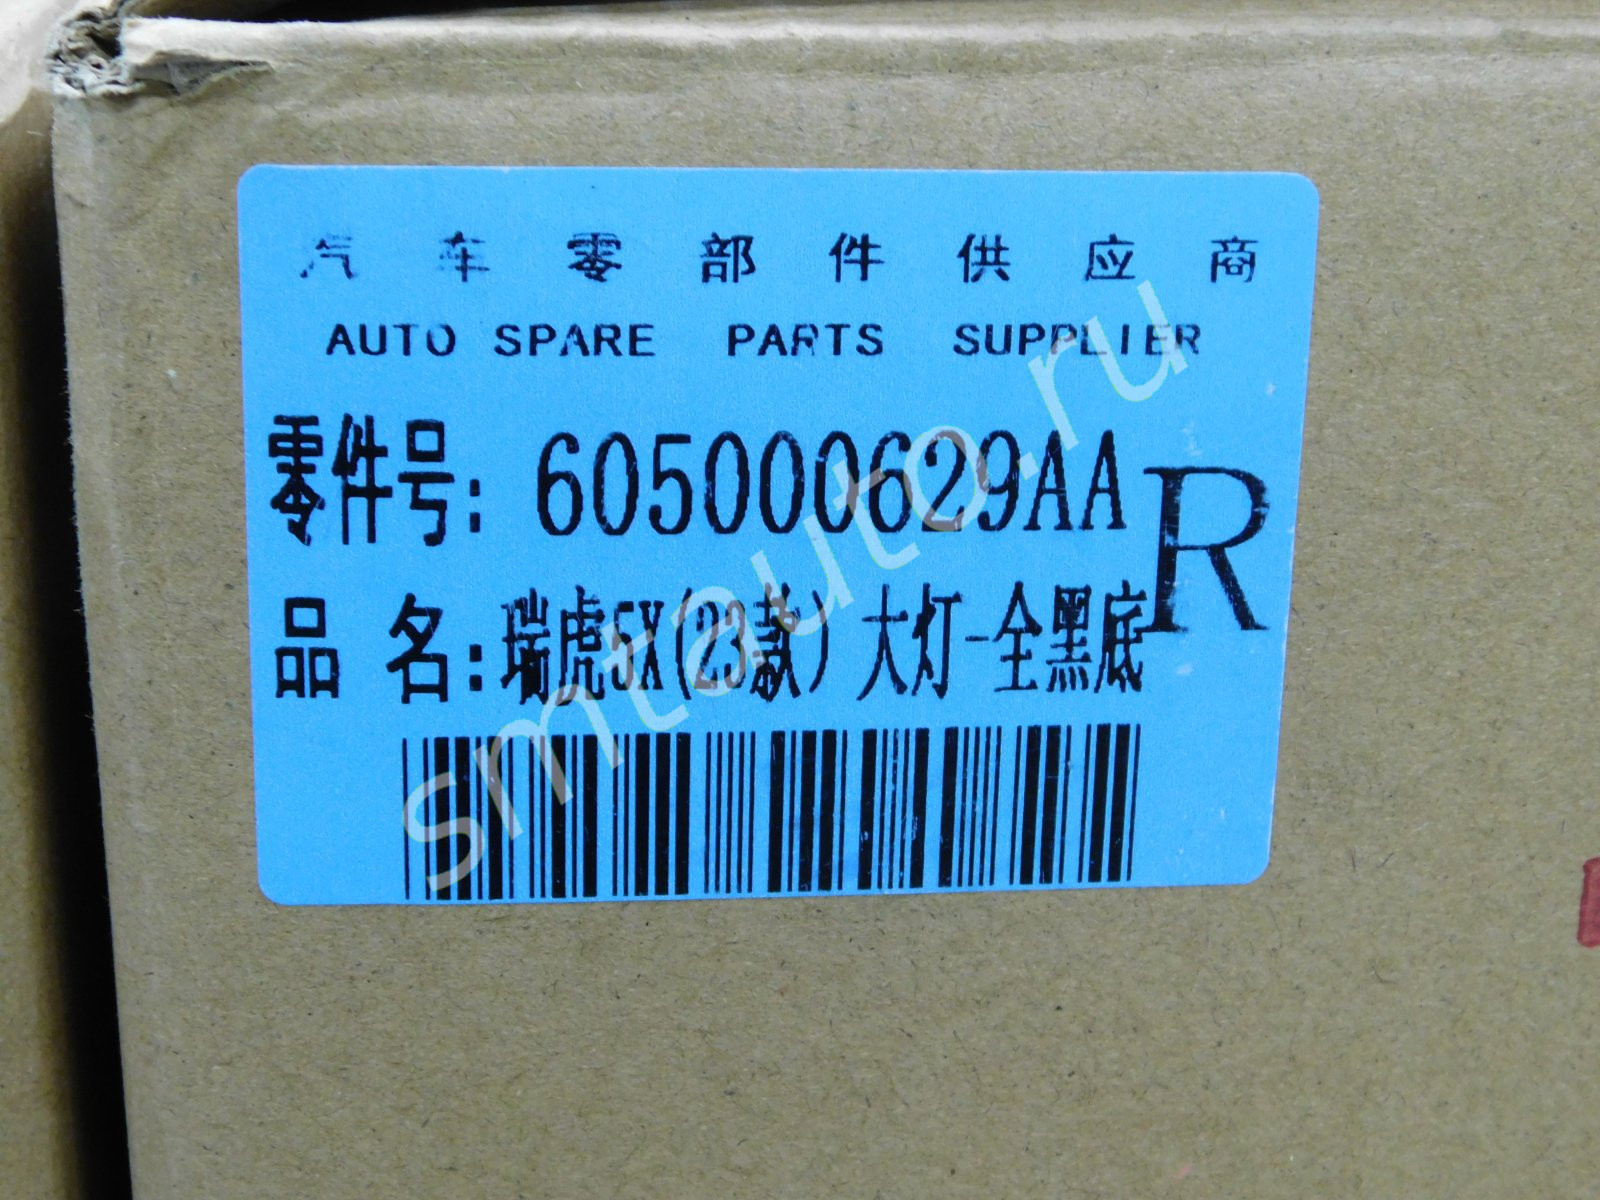 汽车零部件供应商
AUTO SPARE PARTS SUPPLIER
零件号: 605000629AA
R
品 名: 瑞虎5X(23款) 大灯-全黑底
smtauto.ru